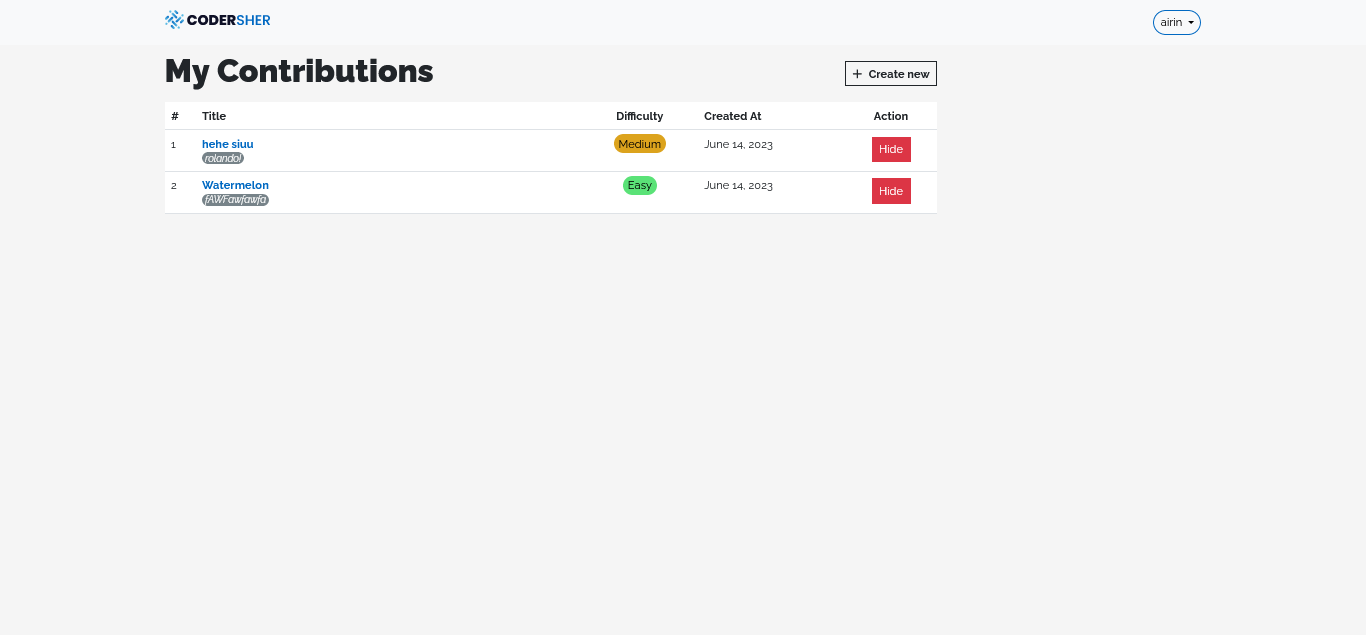 CODERSHER
airin
My Contributions
+ Create new
# Title Difficulty Created At Action
1 hehe siuu Medium June 14, 2023 Hide
rolando!
2 Watermelon Easy June 14, 2023 Hide
fAWFawfawfa